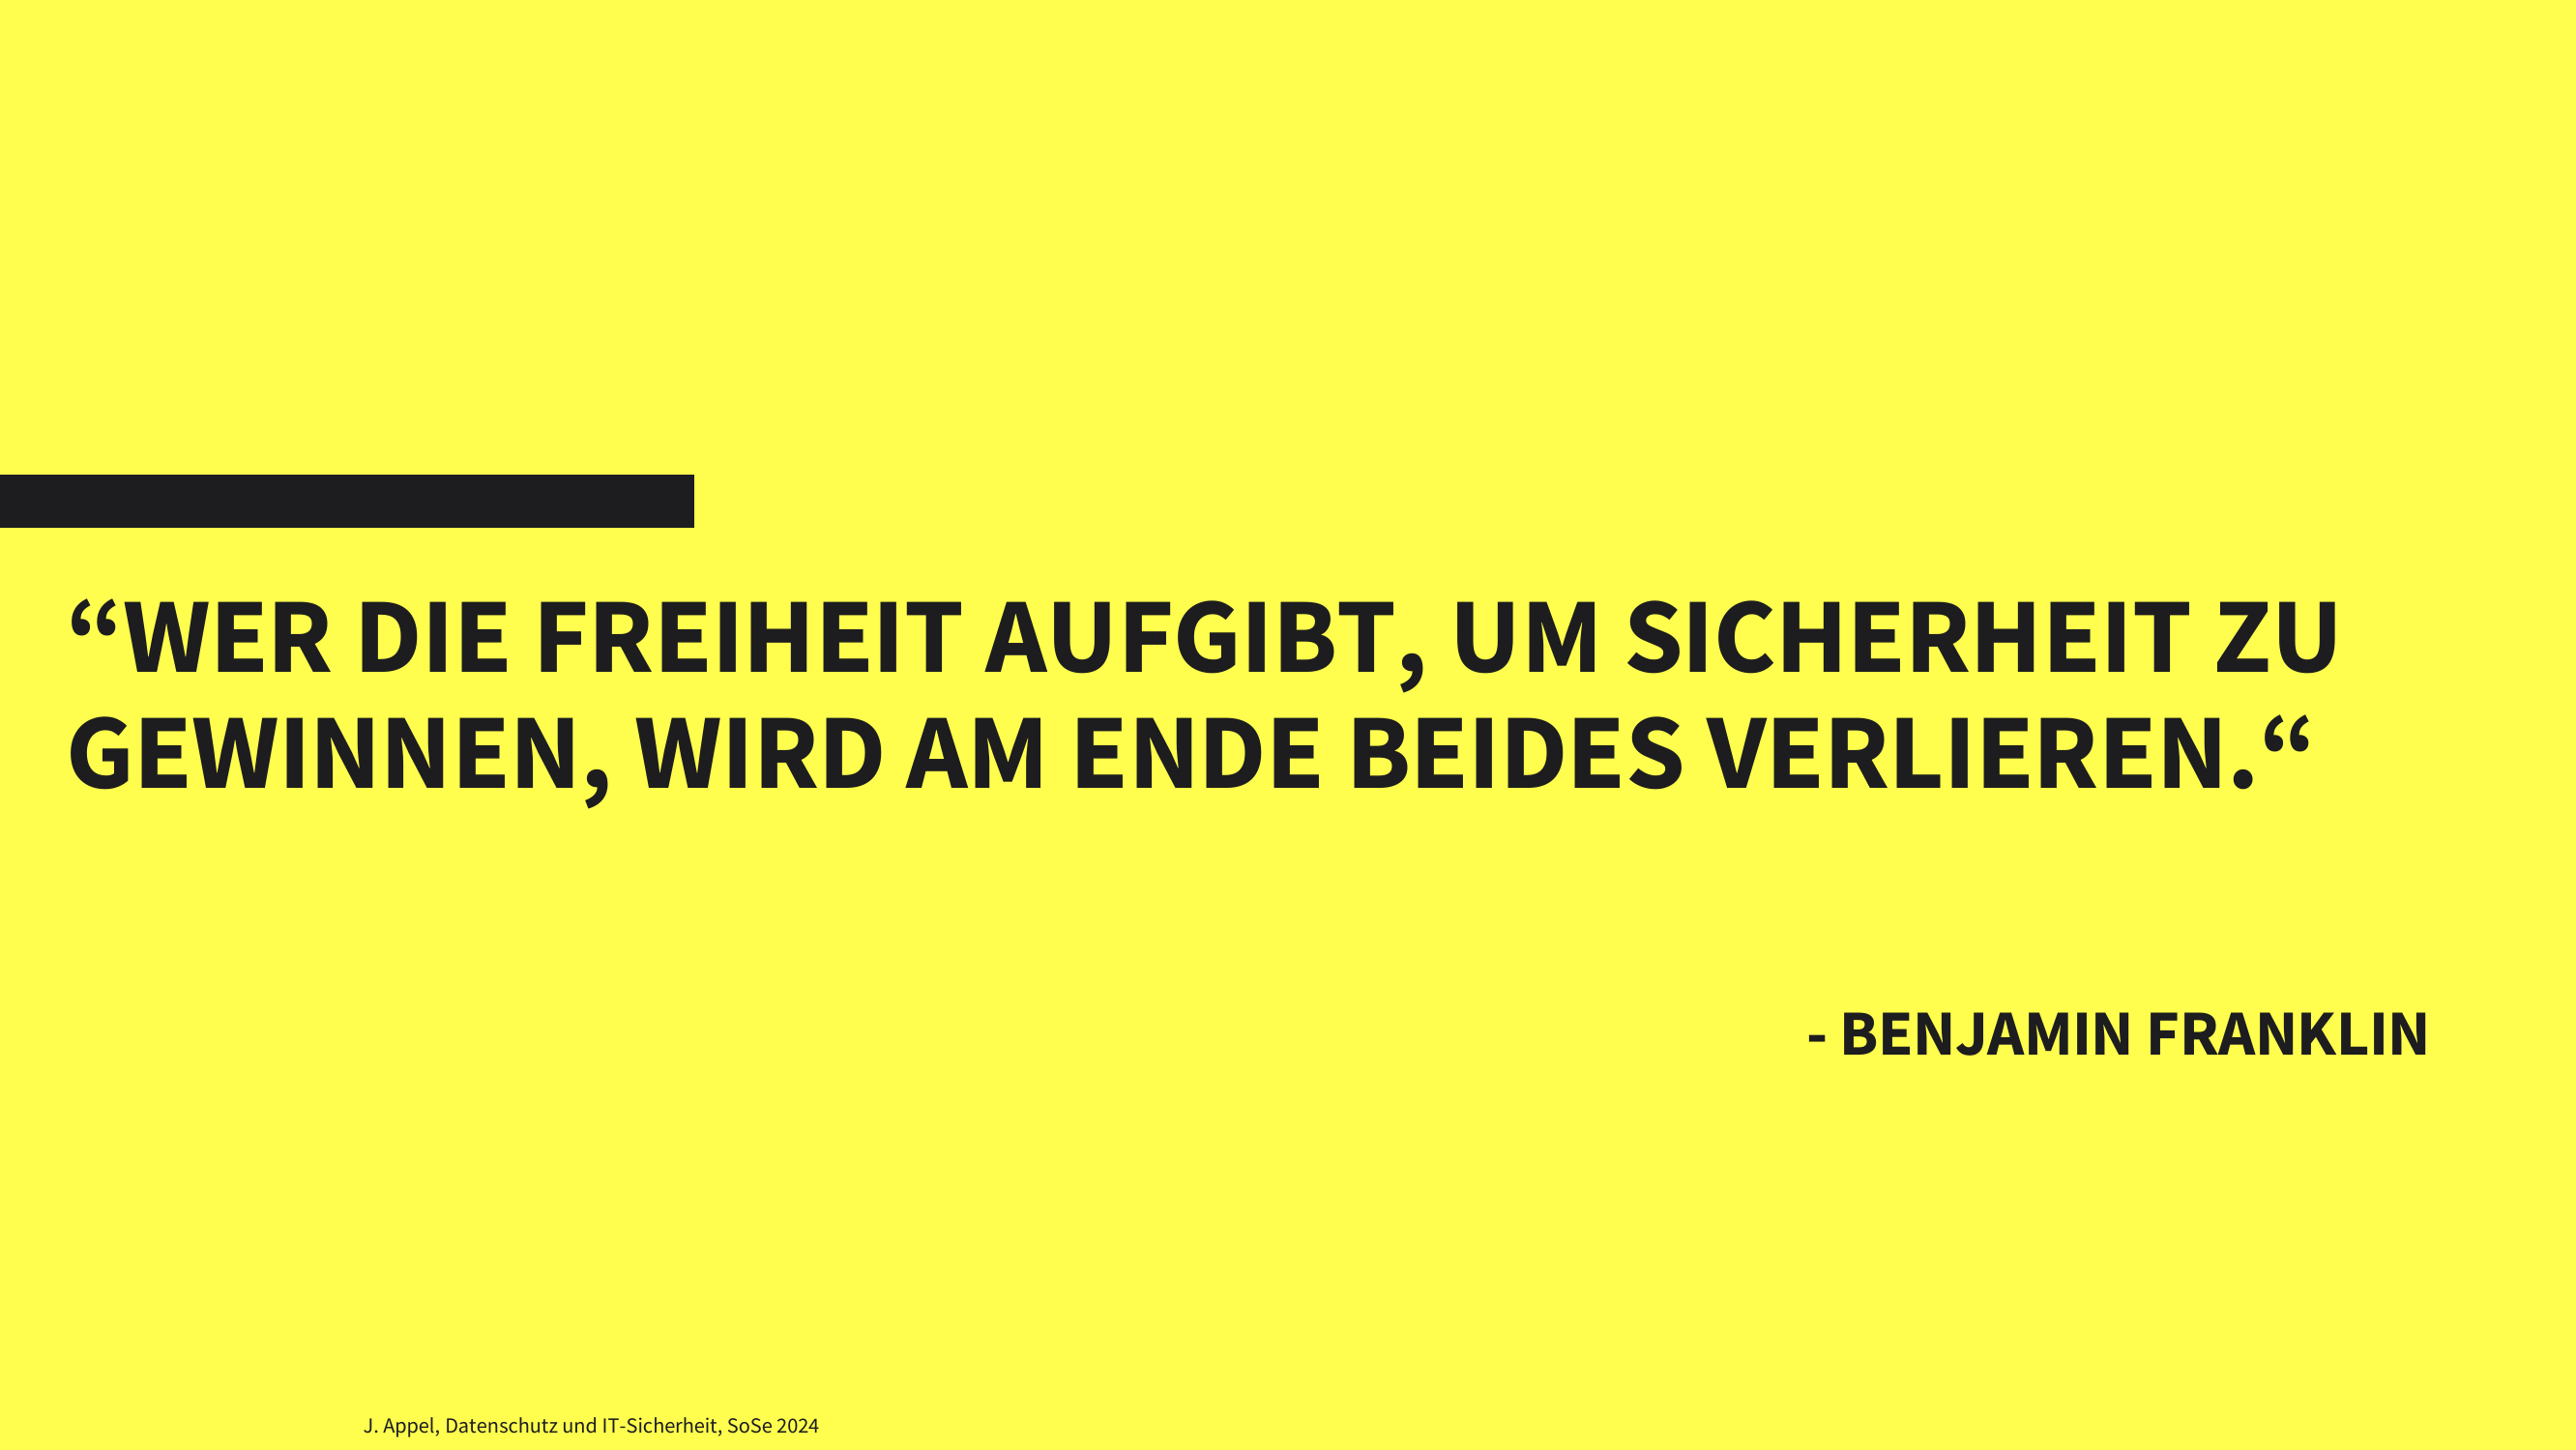 “WER DIE FREIHEIT AUFGIBT, UM SICHERHEIT ZU
GEWINNEN, WIRD AM ENDE BEIDES VERLIEREN.“
- BENJAMIN FRANKLIN
J. Appel, Datenschutz und IT-Sicherheit, SoSe 2024